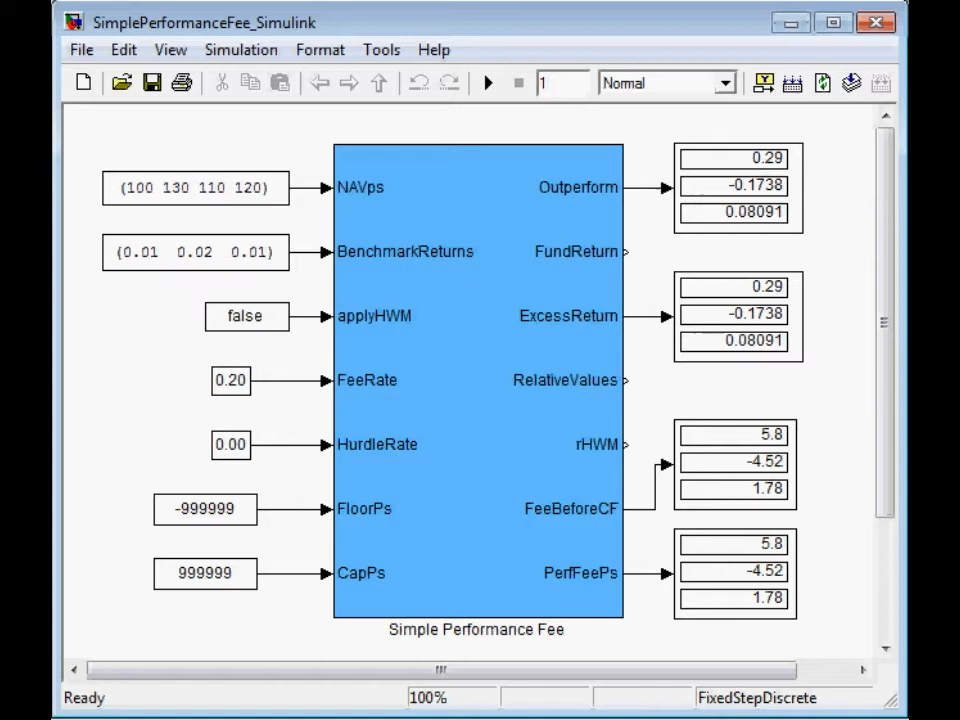 SimplePerformanceFee_Simulink
File Edit View Simulation Format Tools Help
1 Normal
(100 130 110 120) NAVps Outperform 0.29
-0.1738
0.08091
(0.01 0.02 0.01) BenchmarkReturns FundReturn
false applyHWM ExcessReturn 0.29
-0.1738
0.08091
0.20 FeeRate RelativeValues
0.00 HurdleRate rHWM
-999999 FloorPs FeeBeforeCF 5.8
-4.52
1.78
999999 CapPs PerfFeePs 5.8
-4.52
1.78
Simple Performance Fee
Ready 100% FixedStepDiscrete